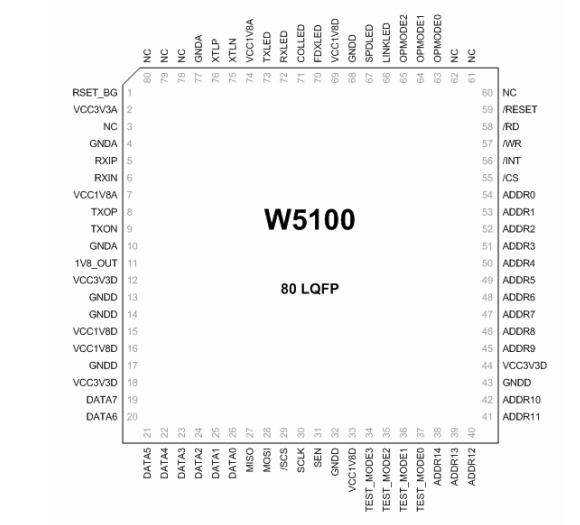 80 NC
79 NC
78 NC
77 GNDA
76 XTLP
75 XTLN
74 VCC1V8A
73 TXLED
72 RXLED
71 COLLED
70 FDXLED
69 VCC1V8D
68 GNDD
67 SPDLED
66 LINKLED
65 OPMODE2
64 OPMODE1
63 OPMODE0
62 NC
61 NC
RSET_BG 1
VCC3V3A 2
NC 3
GNDA 4
RXIP 5
RXIN 6
VCC1V8A 7
TXOP 8
TXON 9
GNDA 10
1V8_OUT 11
VCC3V3D 12
GNDD 13
GNDD 14
VCC1V8D 15
VCC1V8D 16
GNDD 17
VCC3V3D 18
DATA7 19
DATA6 20
W5100
80 LQFP
60 NC
59 /RESET
58 /RD
57 /WR
56 /INT
55 /CS
54 ADDR0
53 ADDR1
52 ADDR2
51 ADDR3
50 ADDR4
49 ADDR5
48 ADDR6
47 ADDR7
46 ADDR8
45 ADDR9
44 VCC3V3D
43 GNDD
42 ADDR10
41 ADDR11
DATA5 21
DATA4 22
DATA3 23
DATA2 24
DATA1 25
DATA0 26
MISO 27
MOSI 28
/SCS 29
SCLK 30
SEN 31
GNDD 32
VCC1V8D 33
TEST_MODE3 34
TEST_MODE2 35
TEST_MODE1 36
TEST_MODE0 37
ADDR14 38
ADDR13 39
ADDR12 40